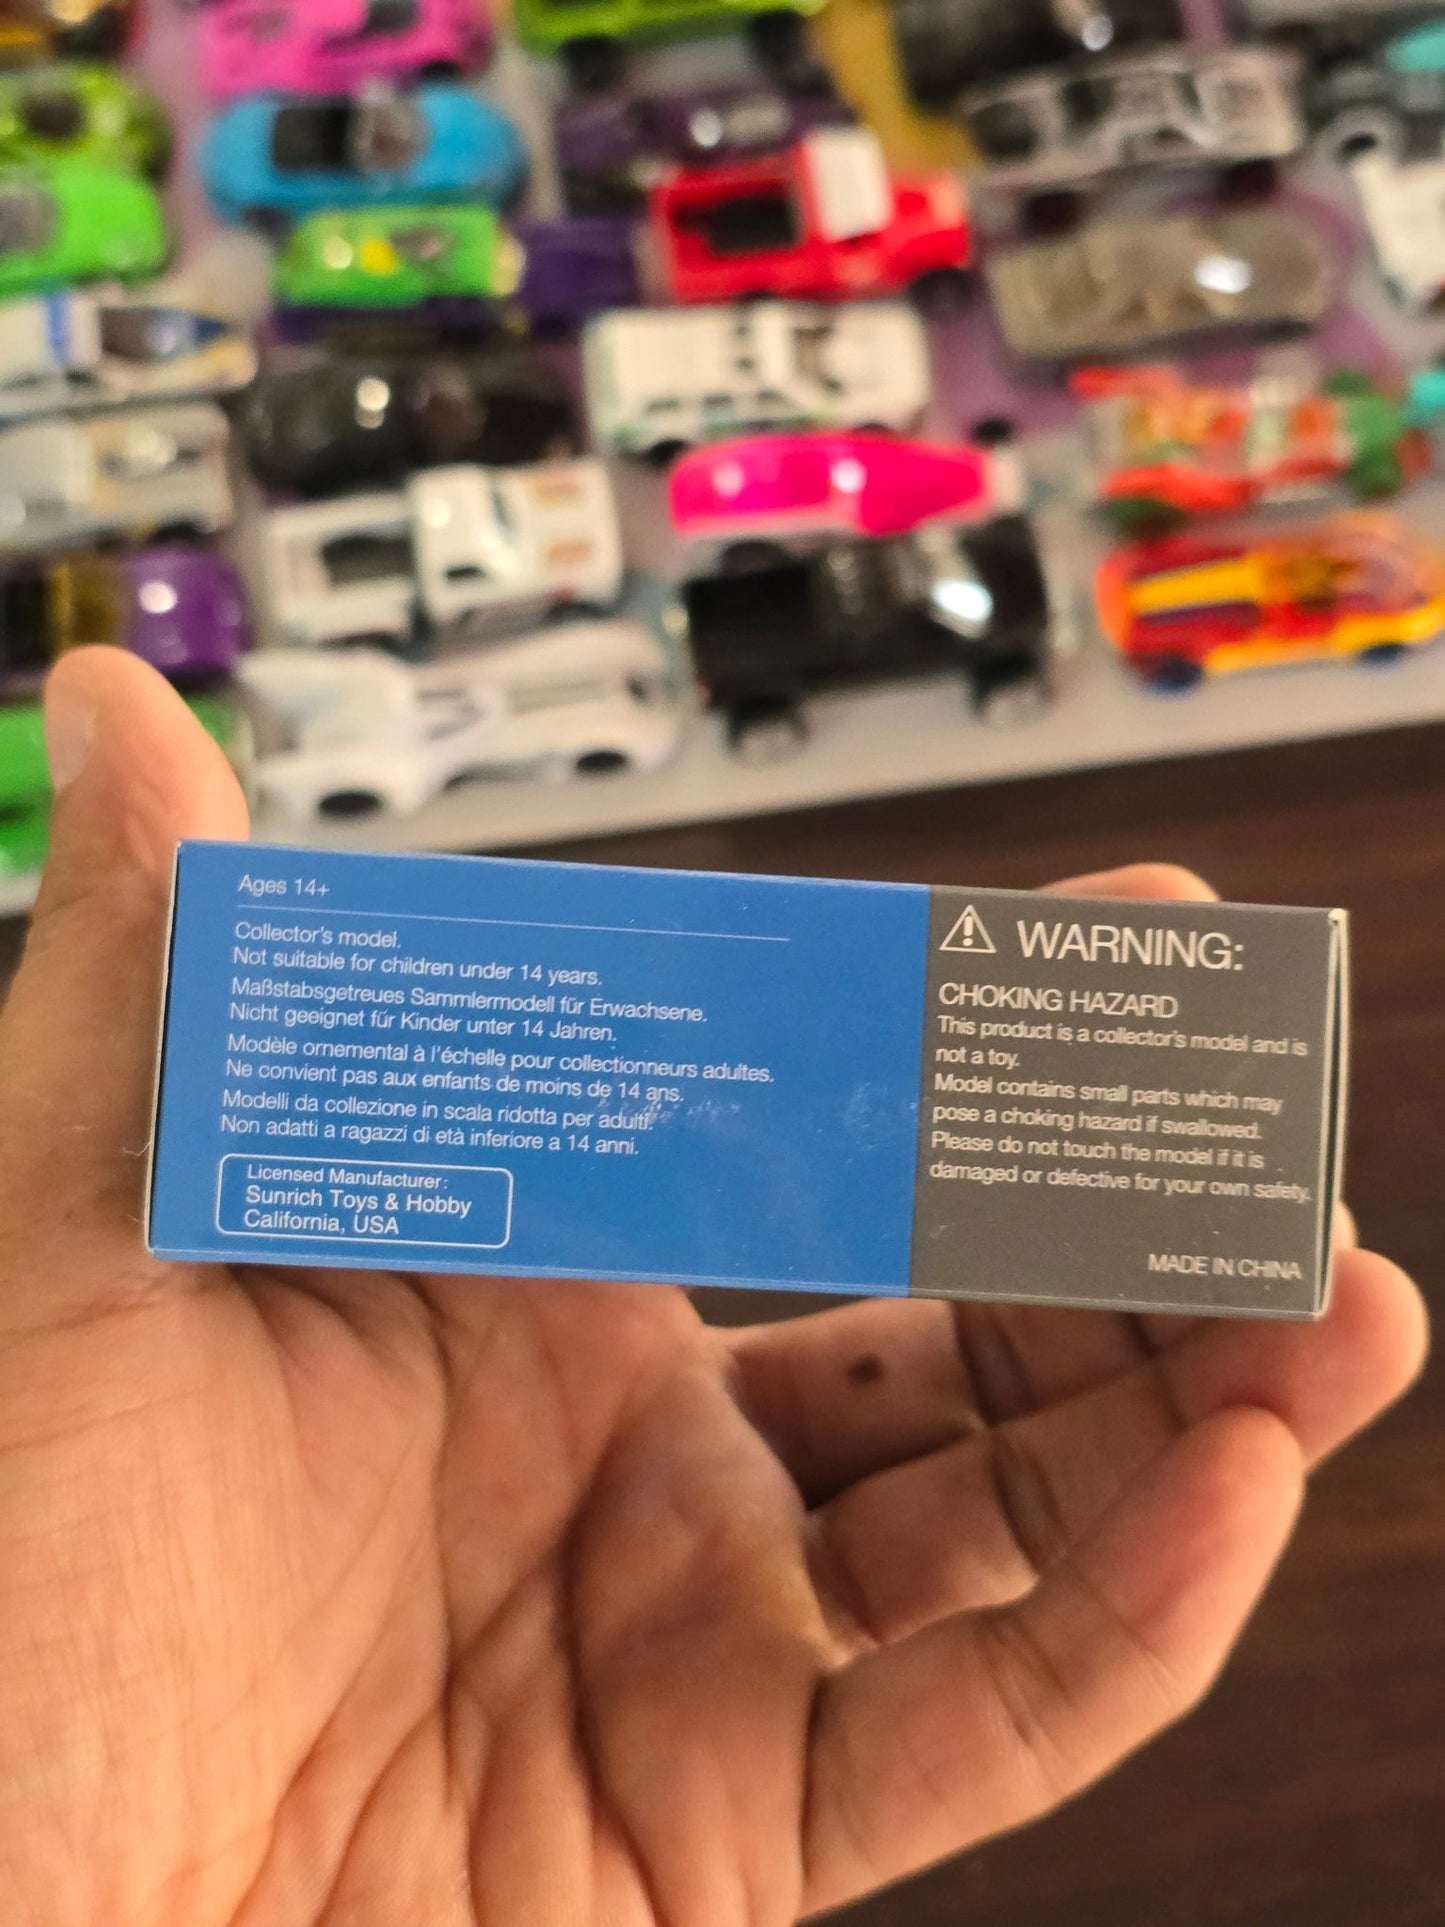 Ages 14+
Collector's model.
Not suitable for children under 14 years.
Maßstabsgetreues Sammlermodell für Erwachsene.
Nicht geeignet für Kinder unter 14 Jahren.
Modèle ornemental à l'échelle pour collectionneurs adultes.
Ne convient pas aux enfants de moins de 14 ans.
Modelli da collezione in scala ridotta per adulti.
Non adatti a ragazzi di età inferiore a 14 anni.
Licensed Manufacturer:
Sunrich Toys & Hobby
California, USA
WARNING:
CHOKING HAZARD
This product is a collector's model and is
not a toy.
Model contains small parts which may
pose a choking hazard if swallowed.
Please do not touch the model if it is
damaged or defective for your own safety.
MADE IN CHINA